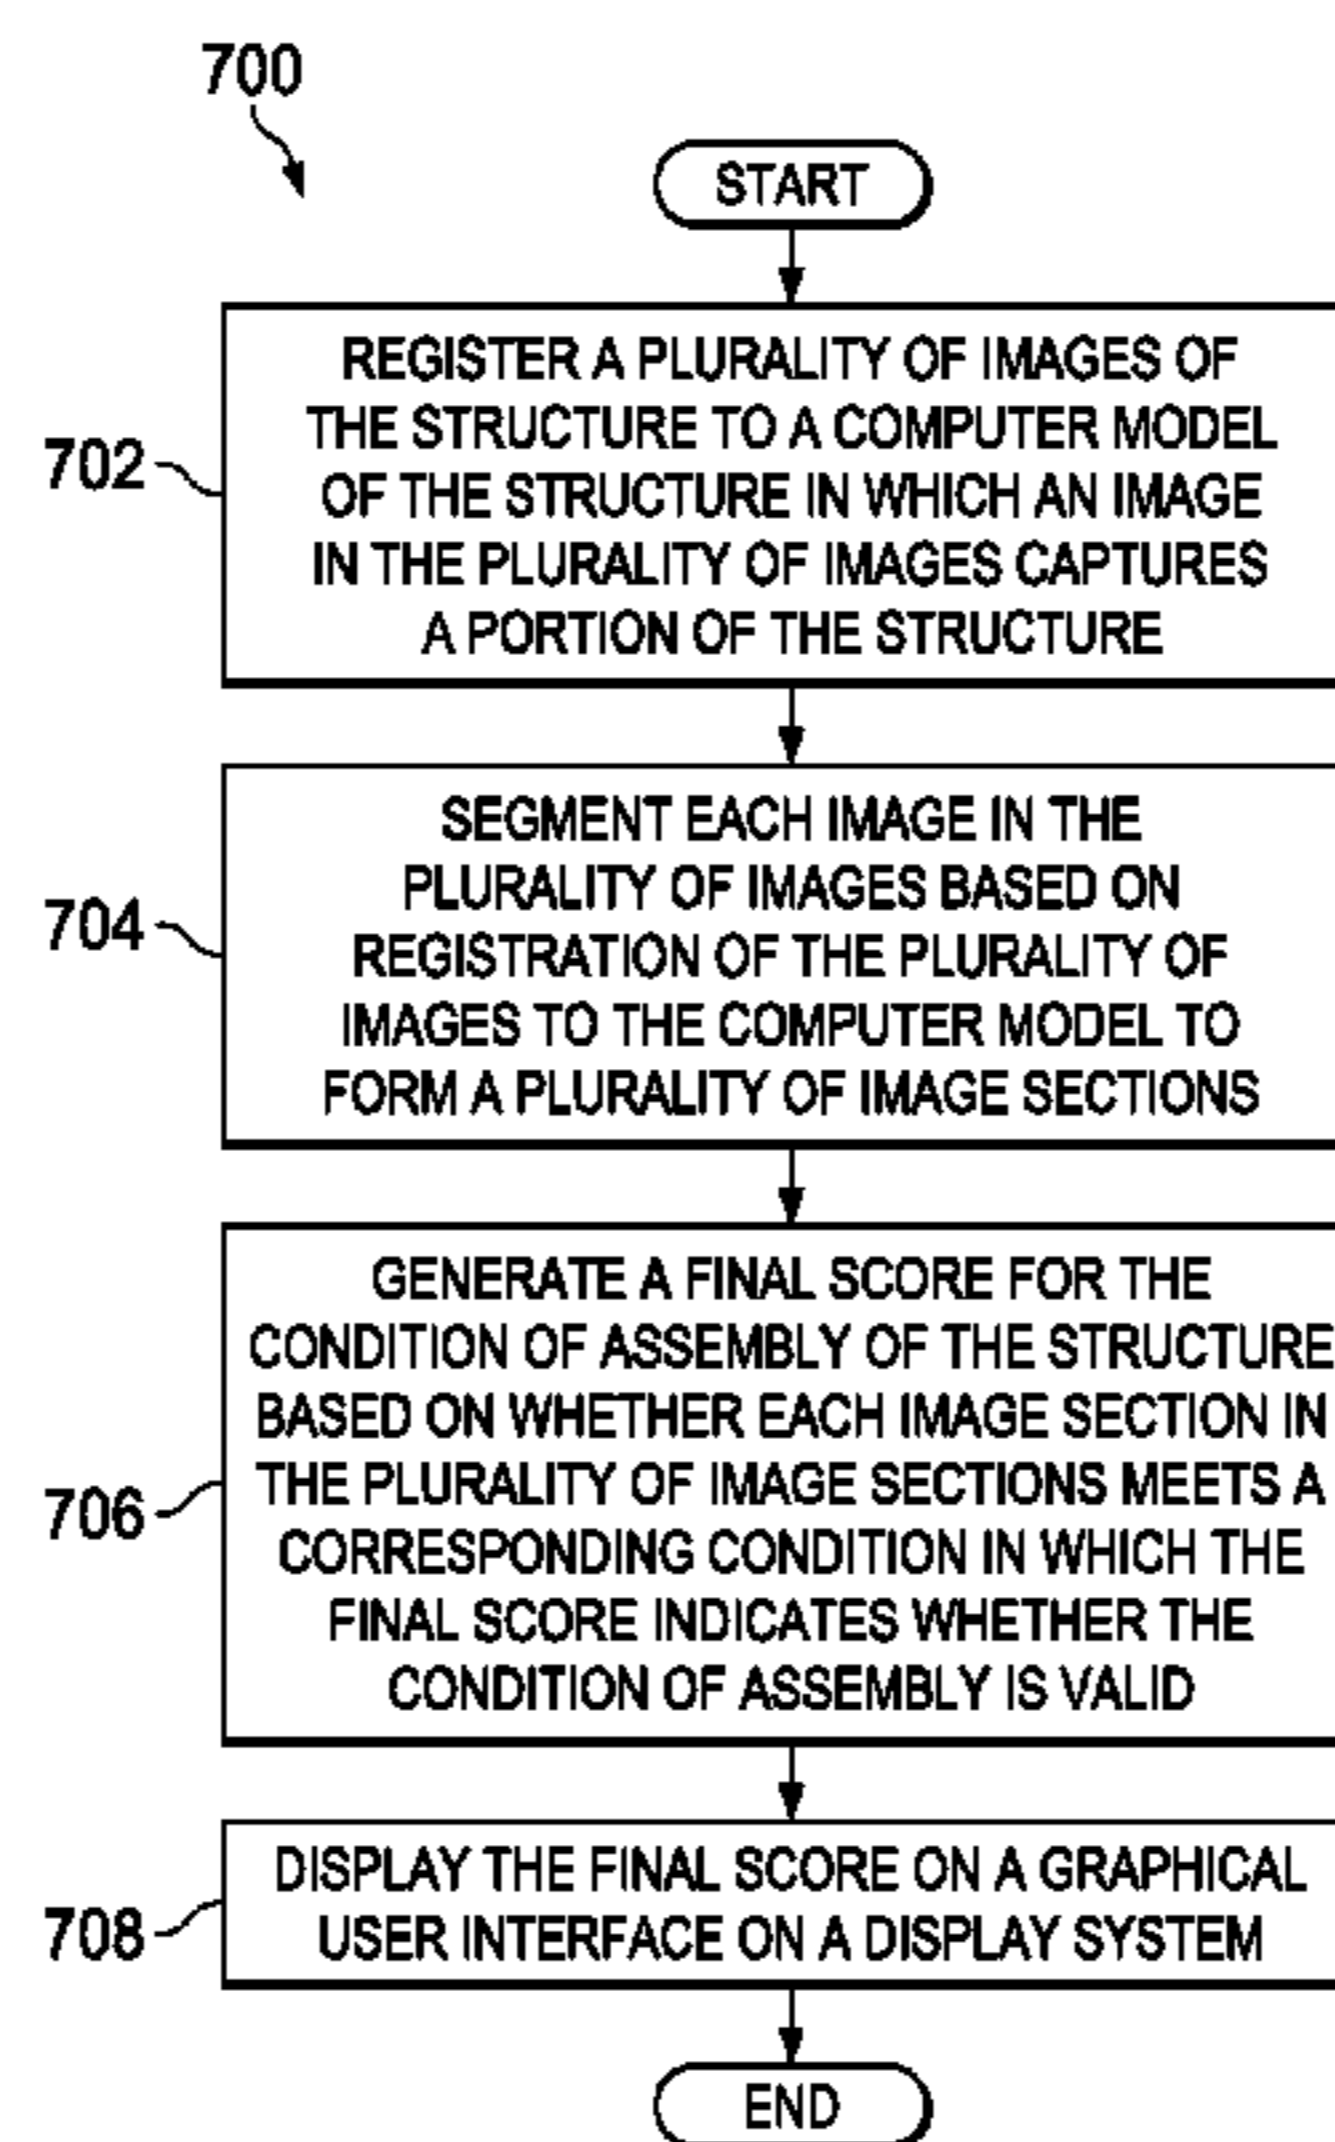 700
START
702
REGISTER A PLURALITY OF IMAGES OF
THE STRUCTURE TO A COMPUTER MODEL
OF THE STRUCTURE IN WHICH AN IMAGE
IN THE PLURALITY OF IMAGES CAPTURES
A PORTION OF THE STRUCTURE
704
SEGMENT EACH IMAGE IN THE
PLURALITY OF IMAGES BASED ON
REGISTRATION OF THE PLURALITY OF
IMAGES TO THE COMPUTER MODEL TO
FORM A PLURALITY OF IMAGE SECTIONS
706
GENERATE A FINAL SCORE FOR THE
CONDITION OF ASSEMBLY OF THE STRUCTURE
BASED ON WHETHER EACH IMAGE SECTION IN
THE PLURALITY OF IMAGE SECTIONS MEETS A
CORRESPONDING CONDITION IN WHICH THE
FINAL SCORE INDICATES WHETHER THE
CONDITION OF ASSEMBLY IS VALID
708
DISPLAY THE FINAL SCORE ON A GRAPHICAL
USER INTERFACE ON A DISPLAY SYSTEM
END